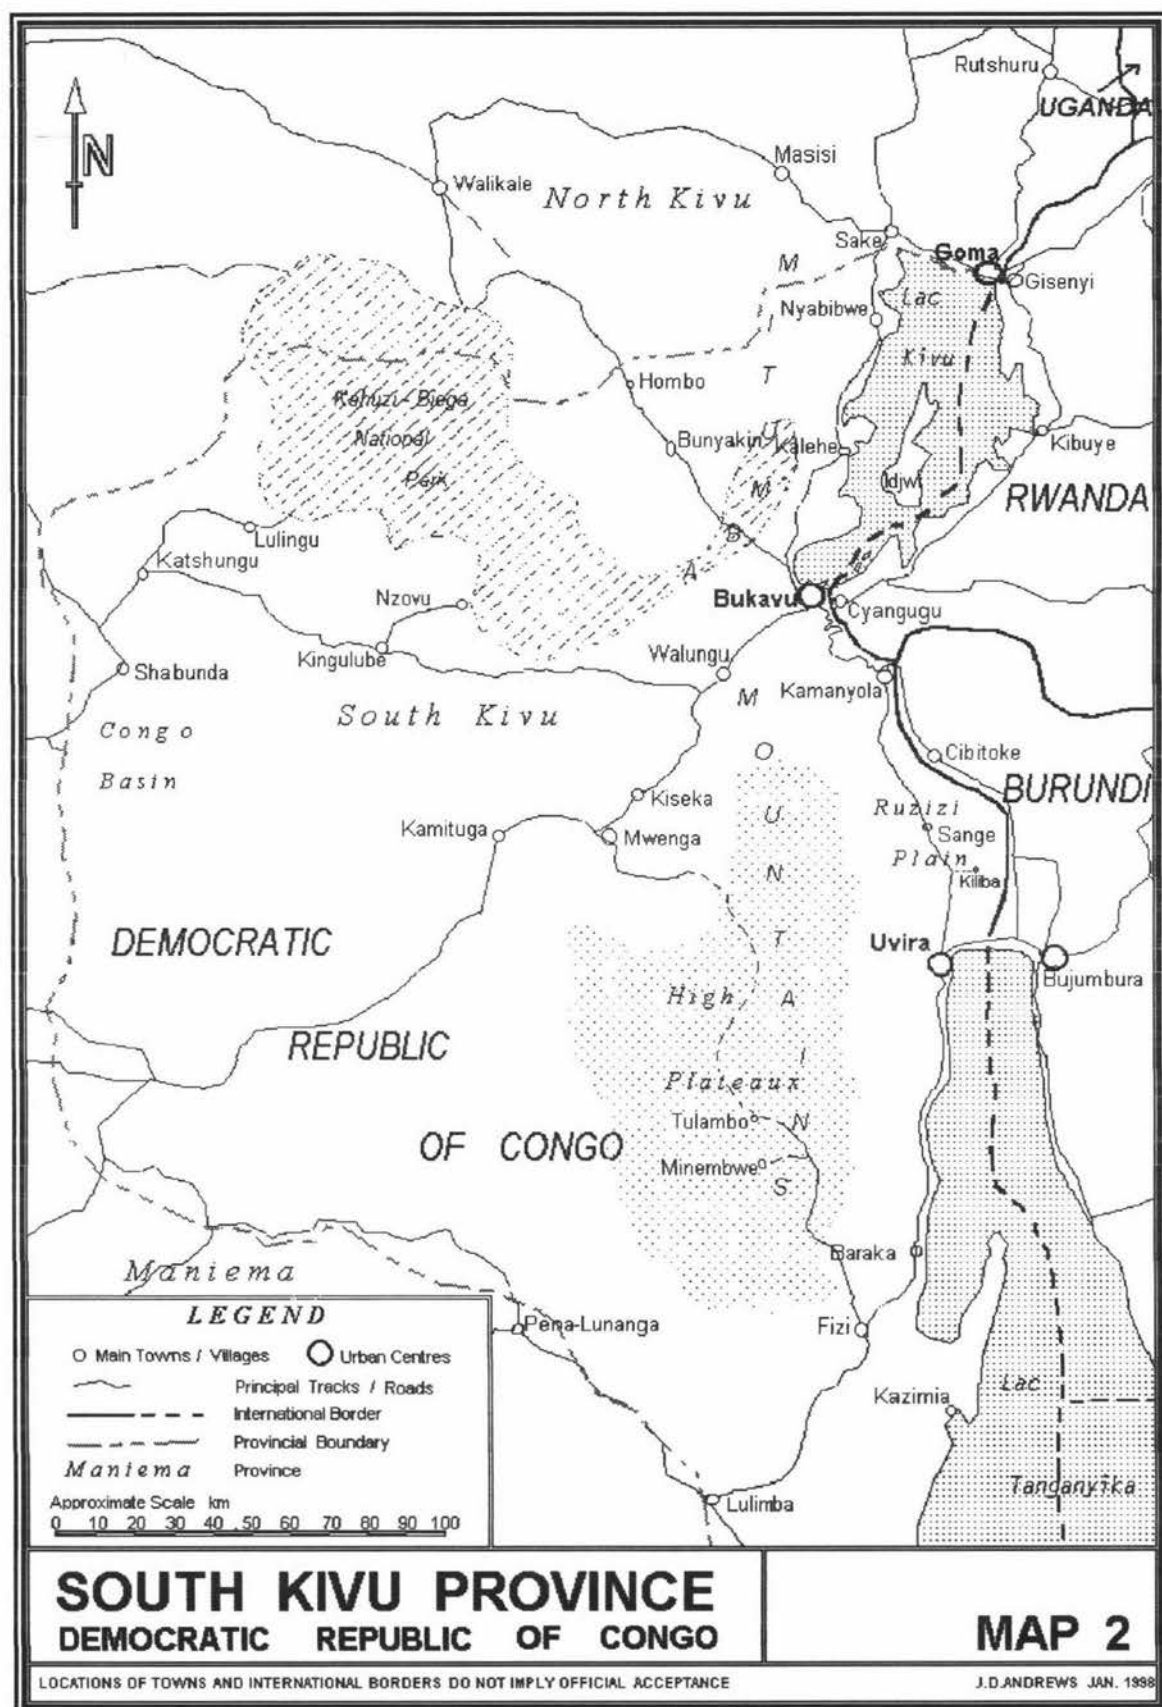 Rutshuru
UGANDA
N
Masisi
Walikale
North Kivu
Sake
Goma
Gisenyi
Lac
Nyabibwe
Kivu
Hombo
Kahuzi - Biega
National
Park
Bunyakin
Kalehe
Kibuye
Idjwi
RWANDA
MITUMBA
Lulingu
Katshungu
Nzovu
Bukavu
Cyangugu
Kingulube
Walungu
Shabunda
Kamanyola
South Kivu
Congo
Basin
MOUNTAINS
Cibitoke
BURUNDI
Kiseka
Ruzizi
Plain
Kamituga
Mwenga
Sange
Kiliba
DEMOCRATIC
Uvira
Bujumbura
High
REPUBLIC
Plateaux
Tulambo
OF CONGO
Minembwe
Baraka
Maniema
Pena-Lunanga
Fizi
Kazimia
Lac
Tanganyika
Lulimba
LEGEND
Main Towns / Villages Urban Centres
Principal Tracks / Roads
International Border
Provincial Boundary
Maniema Province
Approximate Scale km
0 10 20 30 40 50 60 70 80 90 100
SOUTH KIVU PROVINCE
DEMOCRATIC REPUBLIC OF CONGO
MAP 2
LOCATIONS OF TOWNS AND INTERNATIONAL BORDERS DO NOT IMPLY OFFICIAL ACCEPTANCE
J.D.ANDREWS JAN. 1998